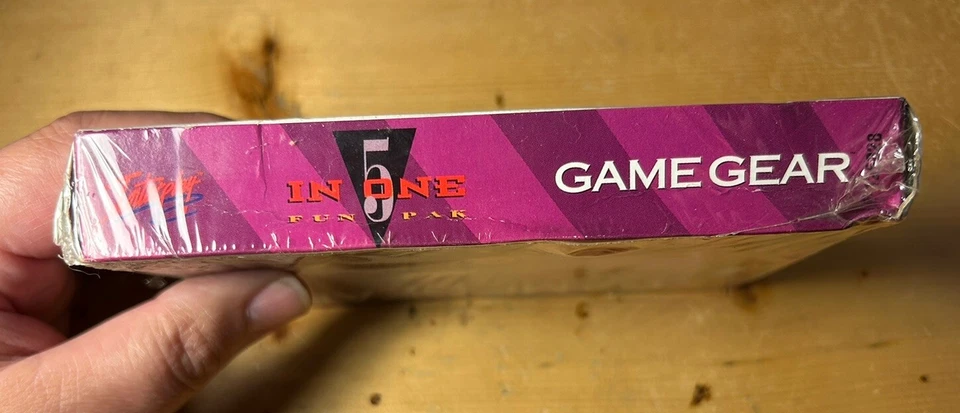 5
IN ONE
FUN PAK
GAME GEAR